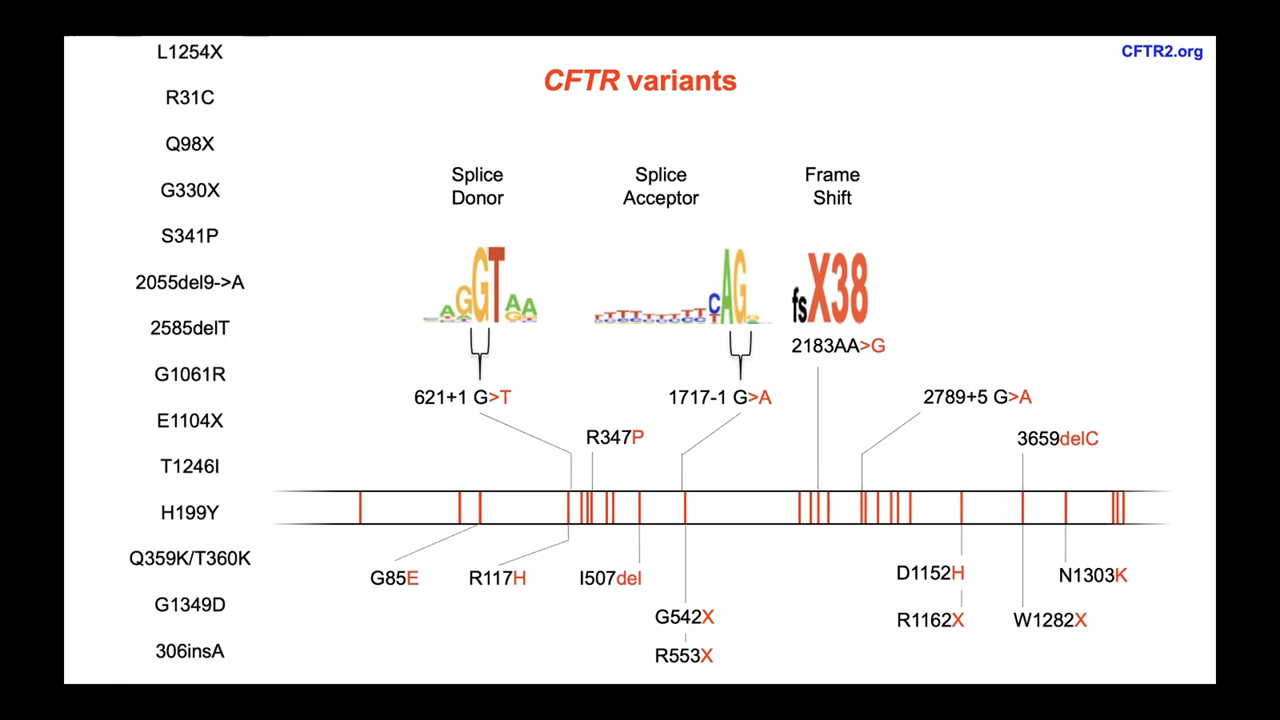 L1254X
R31C
Q98X
G330X
S341P
2055del9->A
2585delT
G1061R
E1104X
T1246I
H199Y
Q359K/T360K
G1349D
306insA
CFTR2.org
CFTR variants
Splice
Donor
Splice
Acceptor
Frame
Shift
fsX38
2183AA>G
621+1 G>T
1717-1 G>A
2789+5 G>A
R347P
3659delC
G85E
R117H
I507del
D1152H
N1303K
G542X
R1162X
W1282X
R553X